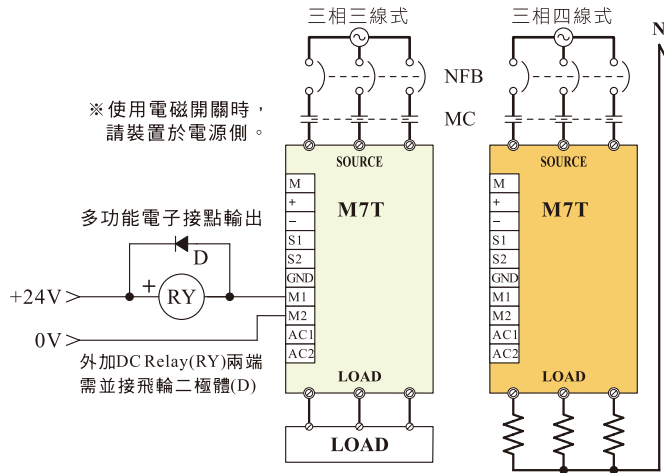 三相三線式
三相四線式
N
N
NFB
※使用電磁開關時，
請裝置於電源側。
MC
SOURCE
M7T
M
+
−
S1
S2
GND
M1
M2
AC1
AC2
LOAD
LOAD
SOURCE
M7T
M
+
−
S1
S2
GND
M1
M2
AC1
AC2
LOAD
多功能電子接點輸出
D
+
RY
+24V
0V
外加DC Relay(RY)兩端
需並接飛輪二極體(D)